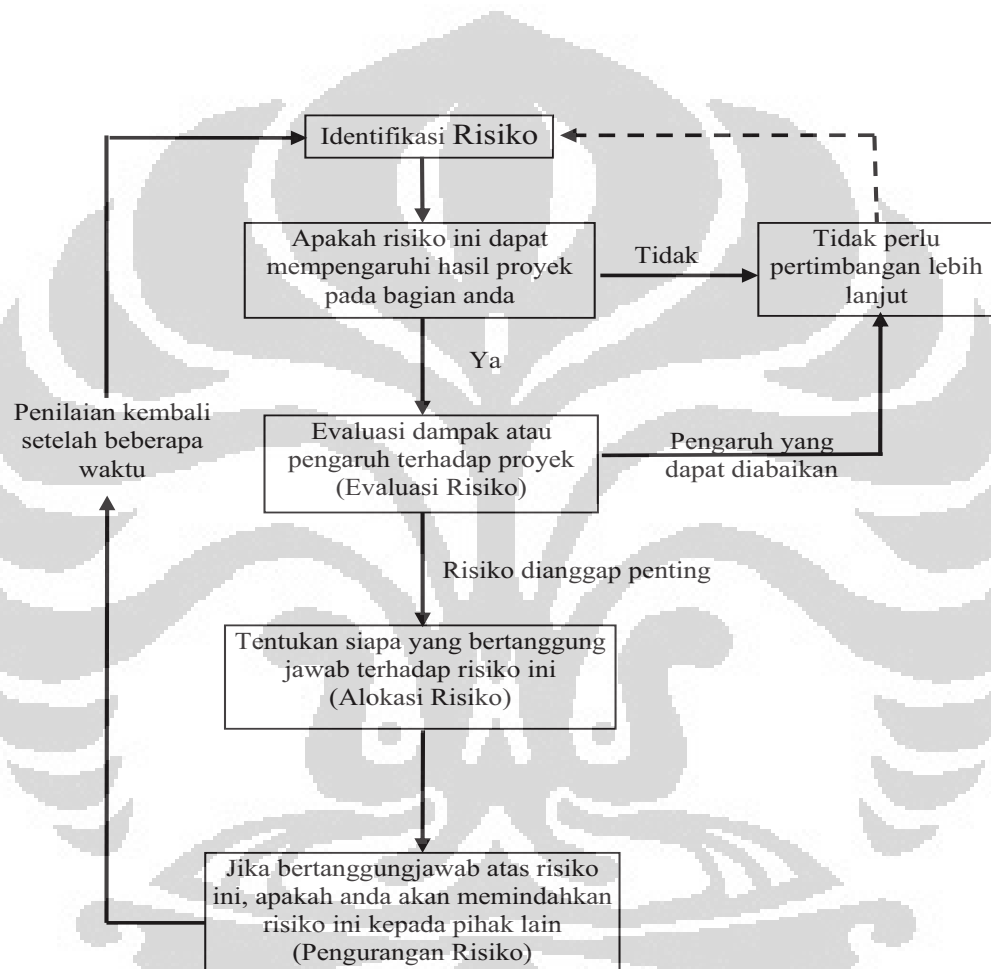 Identifikasi Risiko
Apakah risiko ini dapat
mempengaruhi hasil proyek
pada bagian anda
Tidak
Tidak perlu
pertimbangan lebih
lanjut
Ya
Penilaian kembali
setelah beberapa
waktu
Evaluasi dampak atau
pengaruh terhadap proyek
(Evaluasi Risiko)
Pengaruh yang
dapat diabaikan
Risiko dianggap penting
Tentukan siapa yang bertanggung
jawab terhadap risiko ini
(Alokasi Risiko)
Jika bertanggungjawab atas risiko
ini, apakah anda akan memindahkan
risiko ini kepada pihak lain
(Pengurangan Risiko)